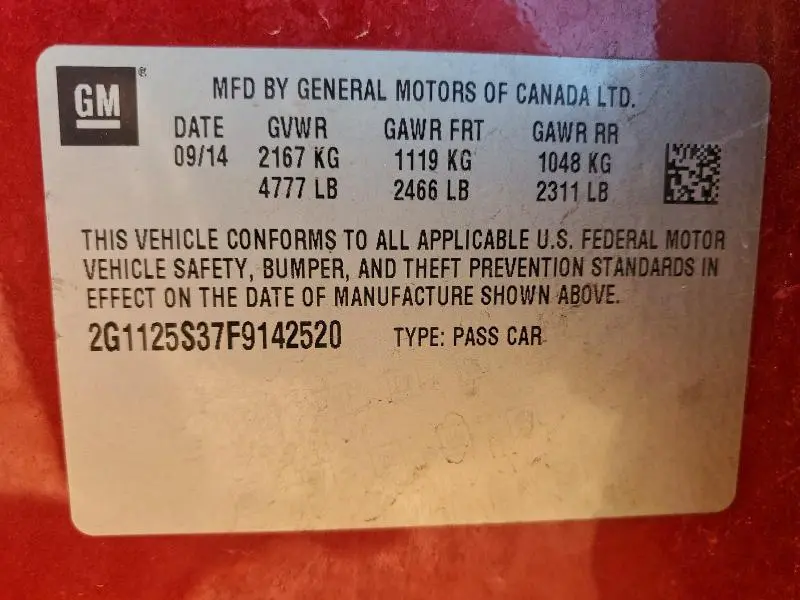 GM®
MFD BY GENERAL MOTORS OF CANADA LTD.
DATE GVWR GAWR FRT GAWR RR
09/14 2167 KG 1119 KG 1048 KG
4777 LB 2466 LB 2311 LB
THIS VEHICLE CONFORMS TO ALL APPLICABLE U.S. FEDERAL MOTOR
VEHICLE SAFETY, BUMPER, AND THEFT PREVENTION STANDARDS IN
EFFECT ON THE DATE OF MANUFACTURE SHOWN ABOVE.
2G1125S37F9142520 TYPE: PASS CAR